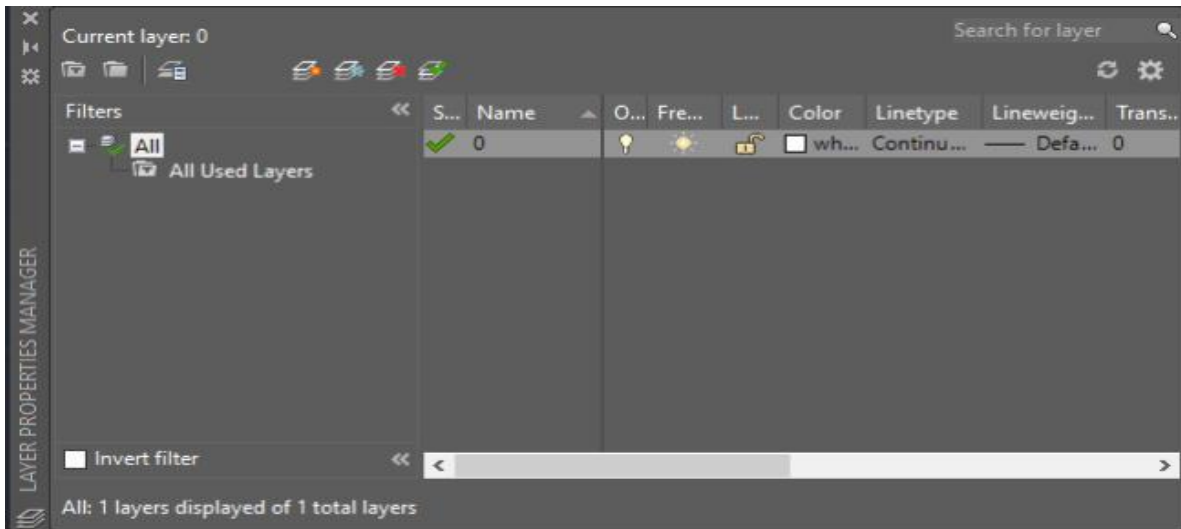 Current layer: 0
Search for layer
Filters
S... Name O... Fre... L... Color Linetype Lineweig... Trans..
All
0 wh... Continu... Defa... 0
All Used Layers
LAYER PROPERTIES MANAGER
Invert filter
All: 1 layers displayed of 1 total layers